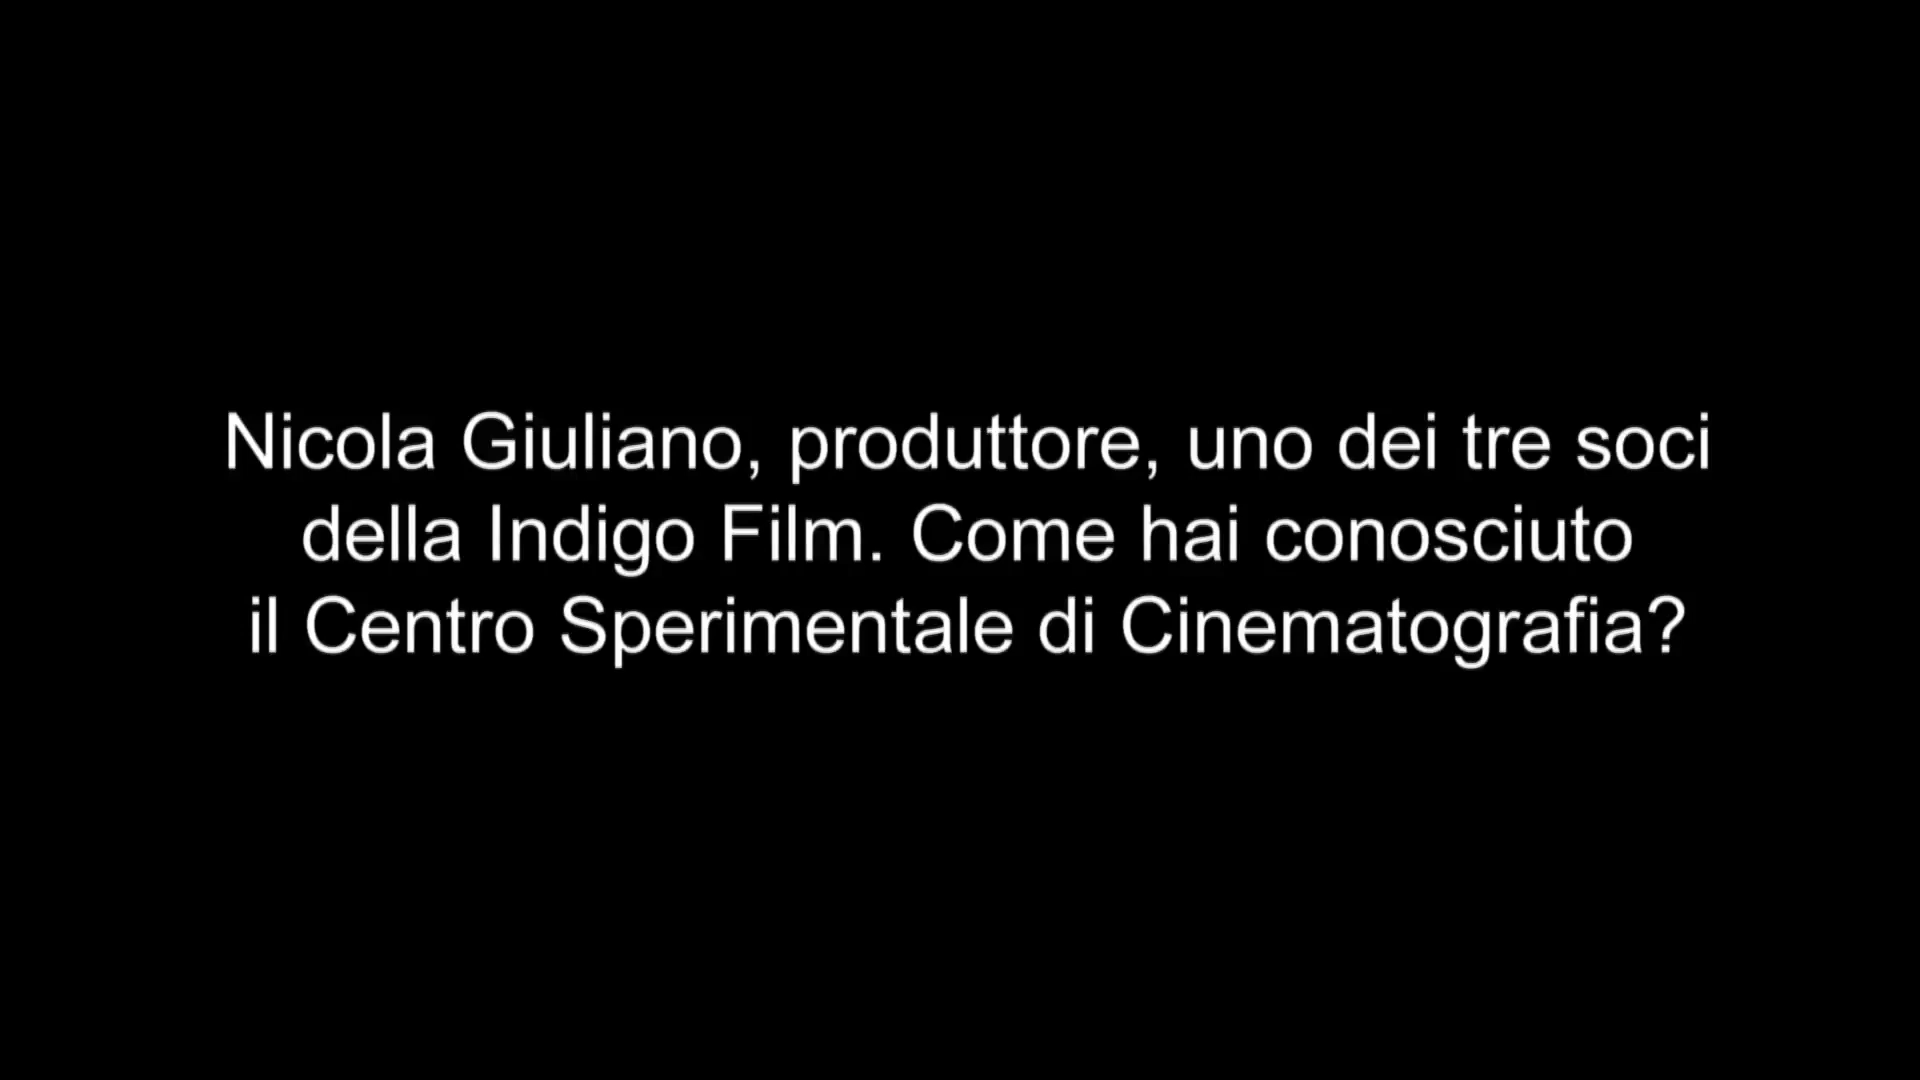 Nicola Giuliano, produttore, uno dei tre soci
della Indigo Film. Come hai conosciuto
il Centro Sperimentale di Cinematografia?